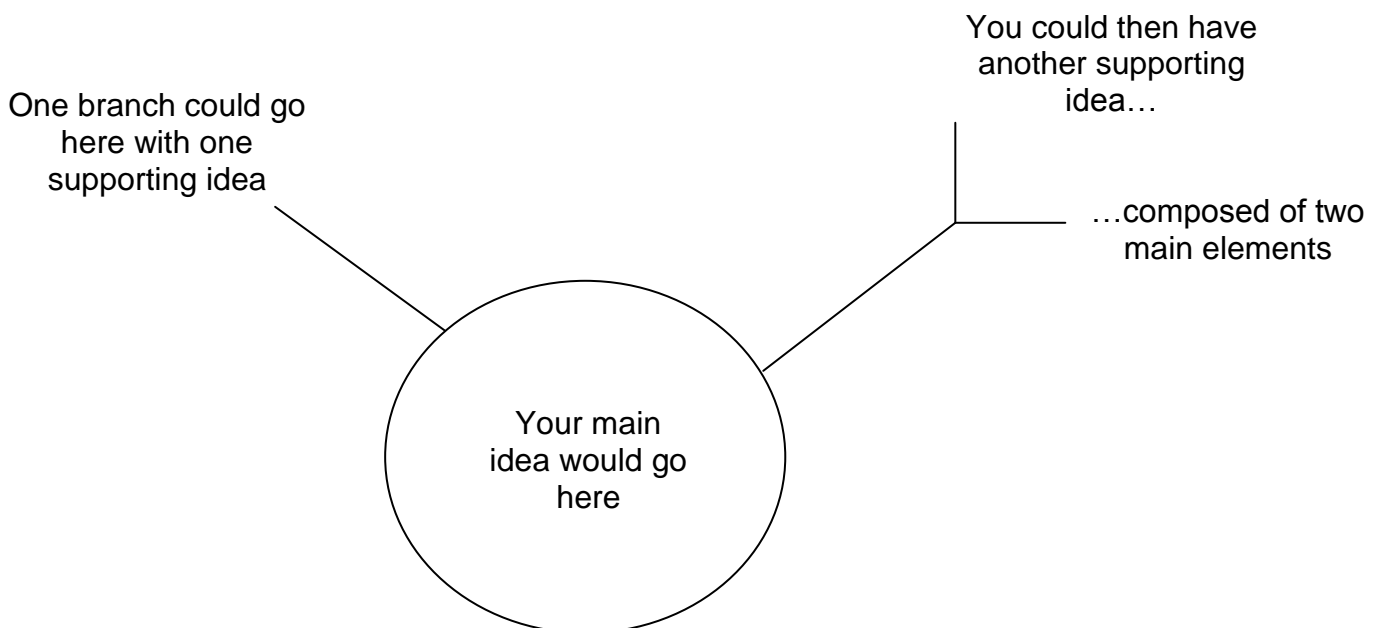 You could then have
another supporting
idea…
One branch could go
here with one
supporting idea
…composed of two
main elements
Your main
idea would go
here